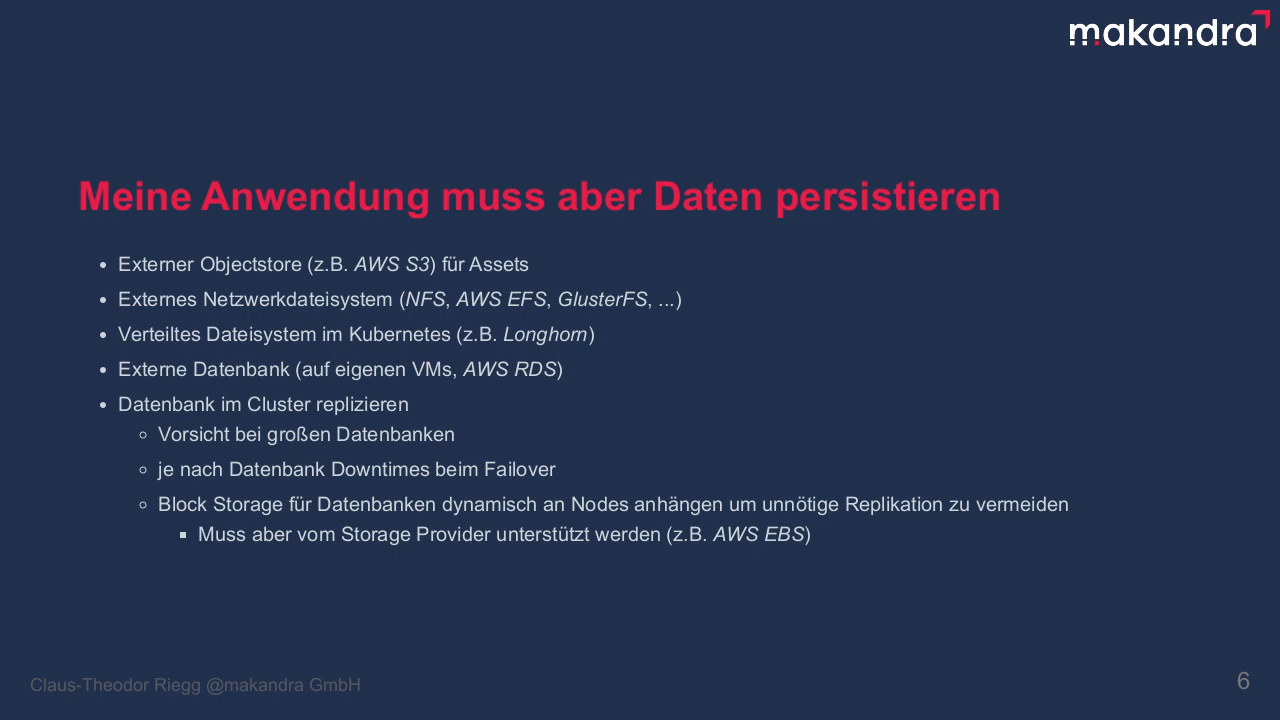 makandra
Meine Anwendung muss aber Daten persistieren
• Externer Objectstore (z.B. AWS S3) für Assets
• Externes Netzwerkdateisystem (NFS, AWS EFS, GlusterFS, ...)
• Verteiltes Dateisystem im Kubernetes (z.B. Longhorn)
• Externe Datenbank (auf eigenen VMs, AWS RDS)
• Datenbank im Cluster replizieren
◦ Vorsicht bei großen Datenbanken
◦ je nach Datenbank Downtimes beim Failover
◦ Block Storage für Datenbanken dynamisch an Nodes anhängen um unnötige Replikation zu vermeiden
▪ Muss aber vom Storage Provider unterstützt werden (z.B. AWS EBS)
Claus-Theodor Riegg @makandra GmbH
6